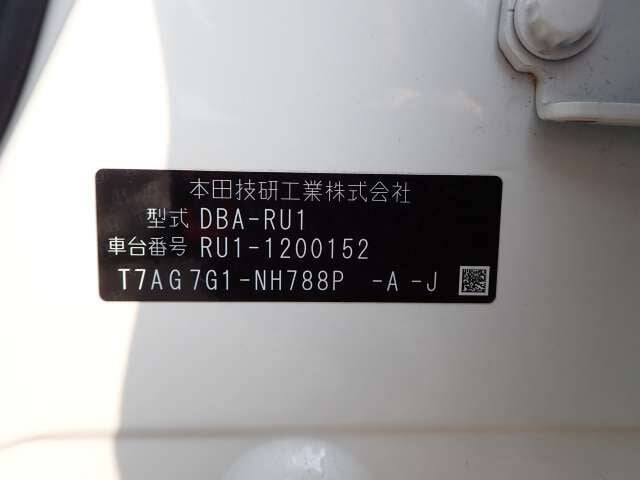 本田技研工業株式会社
型式 DBA-RU1
車台番号 RU1-1200152
T7AG7G1-NH788P -A-J